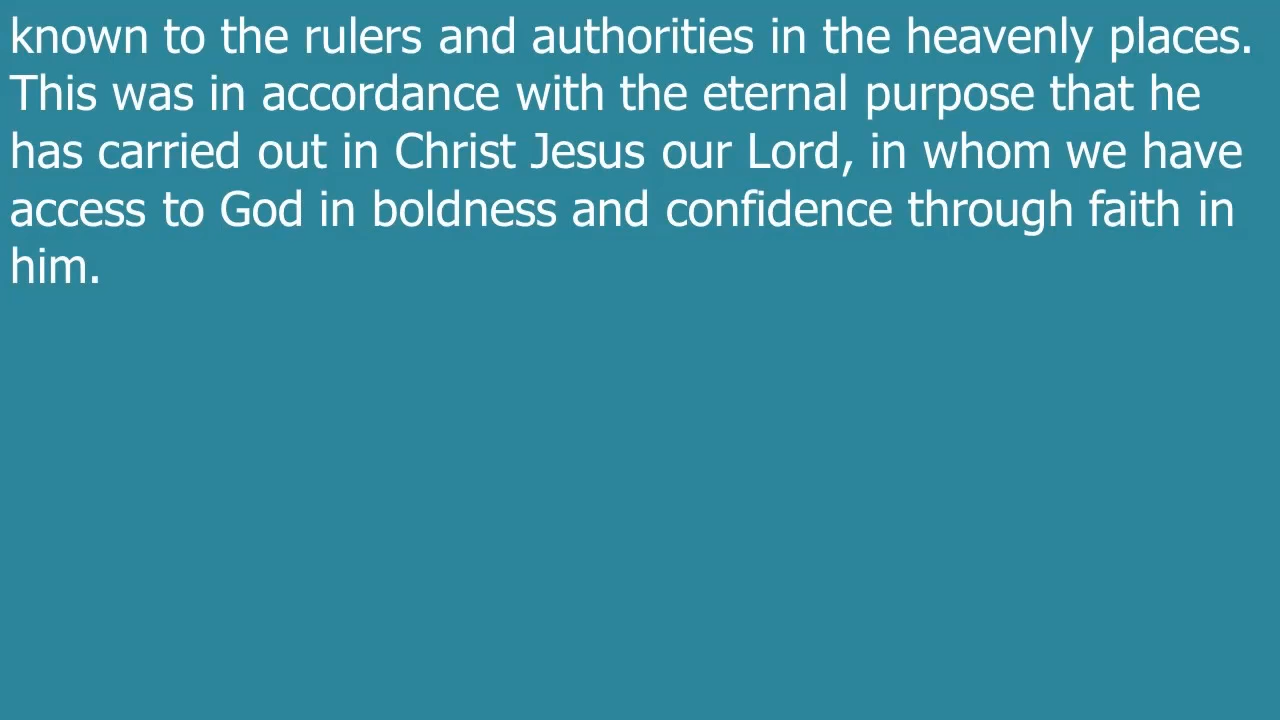 known to the rulers and authorities in the heavenly places.
This was in accordance with the eternal purpose that he
has carried out in Christ Jesus our Lord, in whom we have
access to God in boldness and confidence through faith in
him.